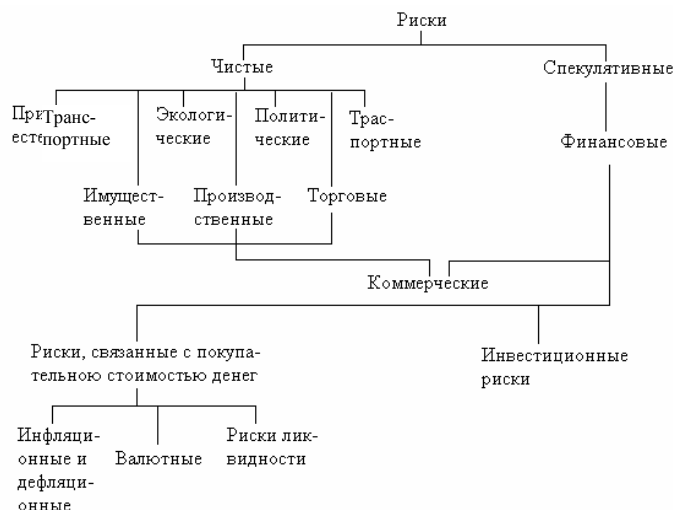 Риски
Чистые
Спекулятивные
Транс-
портные
Экологи-
ческие
Полити-
ческие
Трас-
портные
Финансовые
Имущест-
венные
Производ-
ственные
Торговые
Коммерческие
Риски, связанные с покупа-
тельною стоимостью денег
Инвестиционные
риски
Инфляци-
онные и
дефляци-
онные
Валютные
Риски лик-
видности